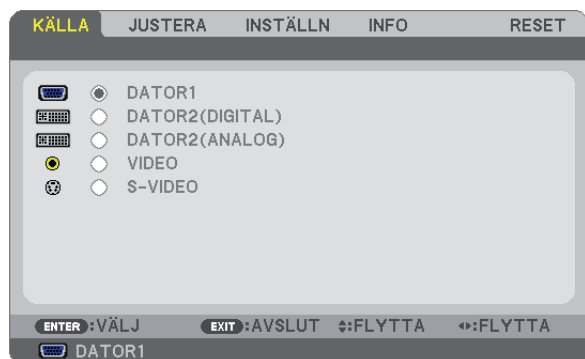 KÄLLA JUSTERA INSTÄLLN INFO RESET
DATOR1
DATOR2(DIGITAL)
DATOR2(ANALOG)
VIDEO
S-VIDEO
ENTER:VÄLJ EXIT:AVSLUT :FLYTTA :FLYTTA
DATOR1